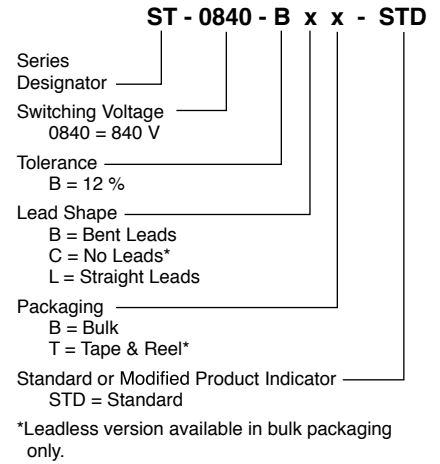 ST - 0840 - B x x - STD
Series
Designator
Switching Voltage
0840 = 840 V
Tolerance
B = 12 %
Lead Shape
B = Bent Leads
C = No Leads*
L = Straight Leads
Packaging
B = Bulk
T = Tape & Reel*
Standard or Modified Product Indicator
STD = Standard
*Leadless version available in bulk packaging
only.